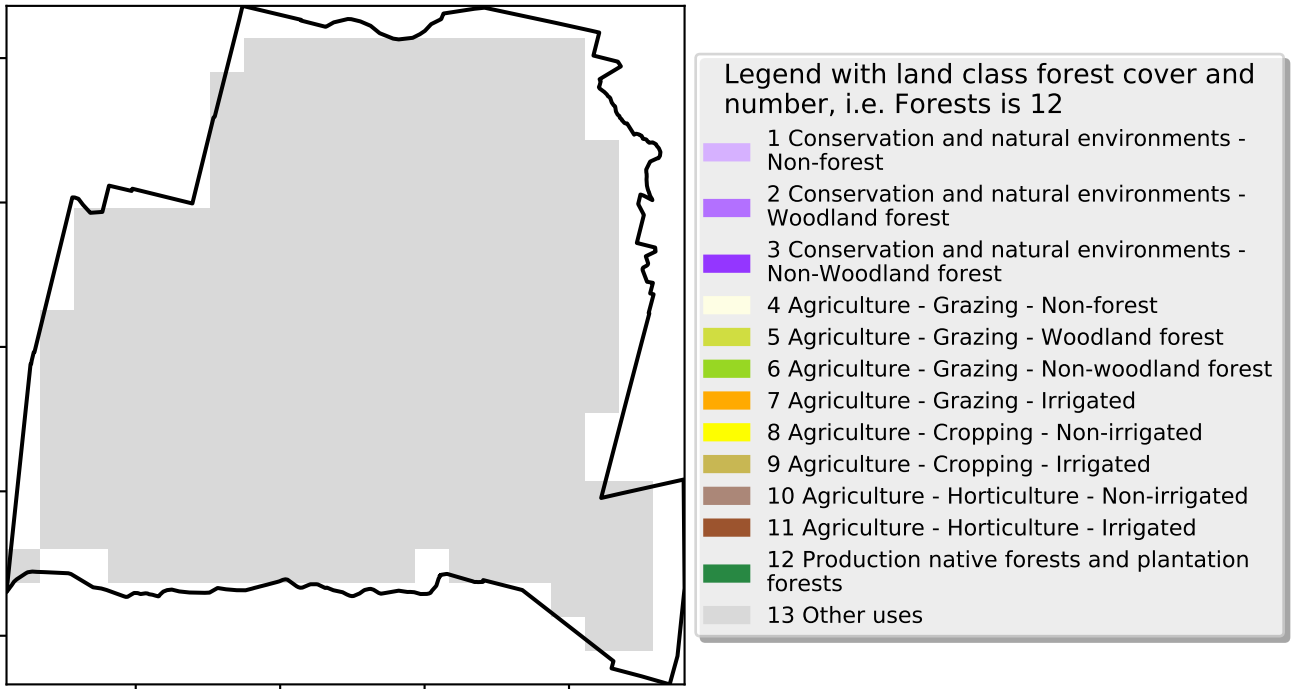 Legend with land class forest cover and
number, i.e. Forests is 12
1 Conservation and natural environments -
Non-forest
2 Conservation and natural environments -
Woodland forest
3 Conservation and natural environments -
Non-Woodland forest
4 Agriculture - Grazing - Non-forest
5 Agriculture - Grazing - Woodland forest
6 Agriculture - Grazing - Non-woodland forest
7 Agriculture - Grazing - Irrigated
8 Agriculture - Cropping - Non-irrigated
9 Agriculture - Cropping - Irrigated
10 Agriculture - Horticulture - Non-irrigated
11 Agriculture - Horticulture - Irrigated
12 Production native forests and plantation
forests
13 Other uses